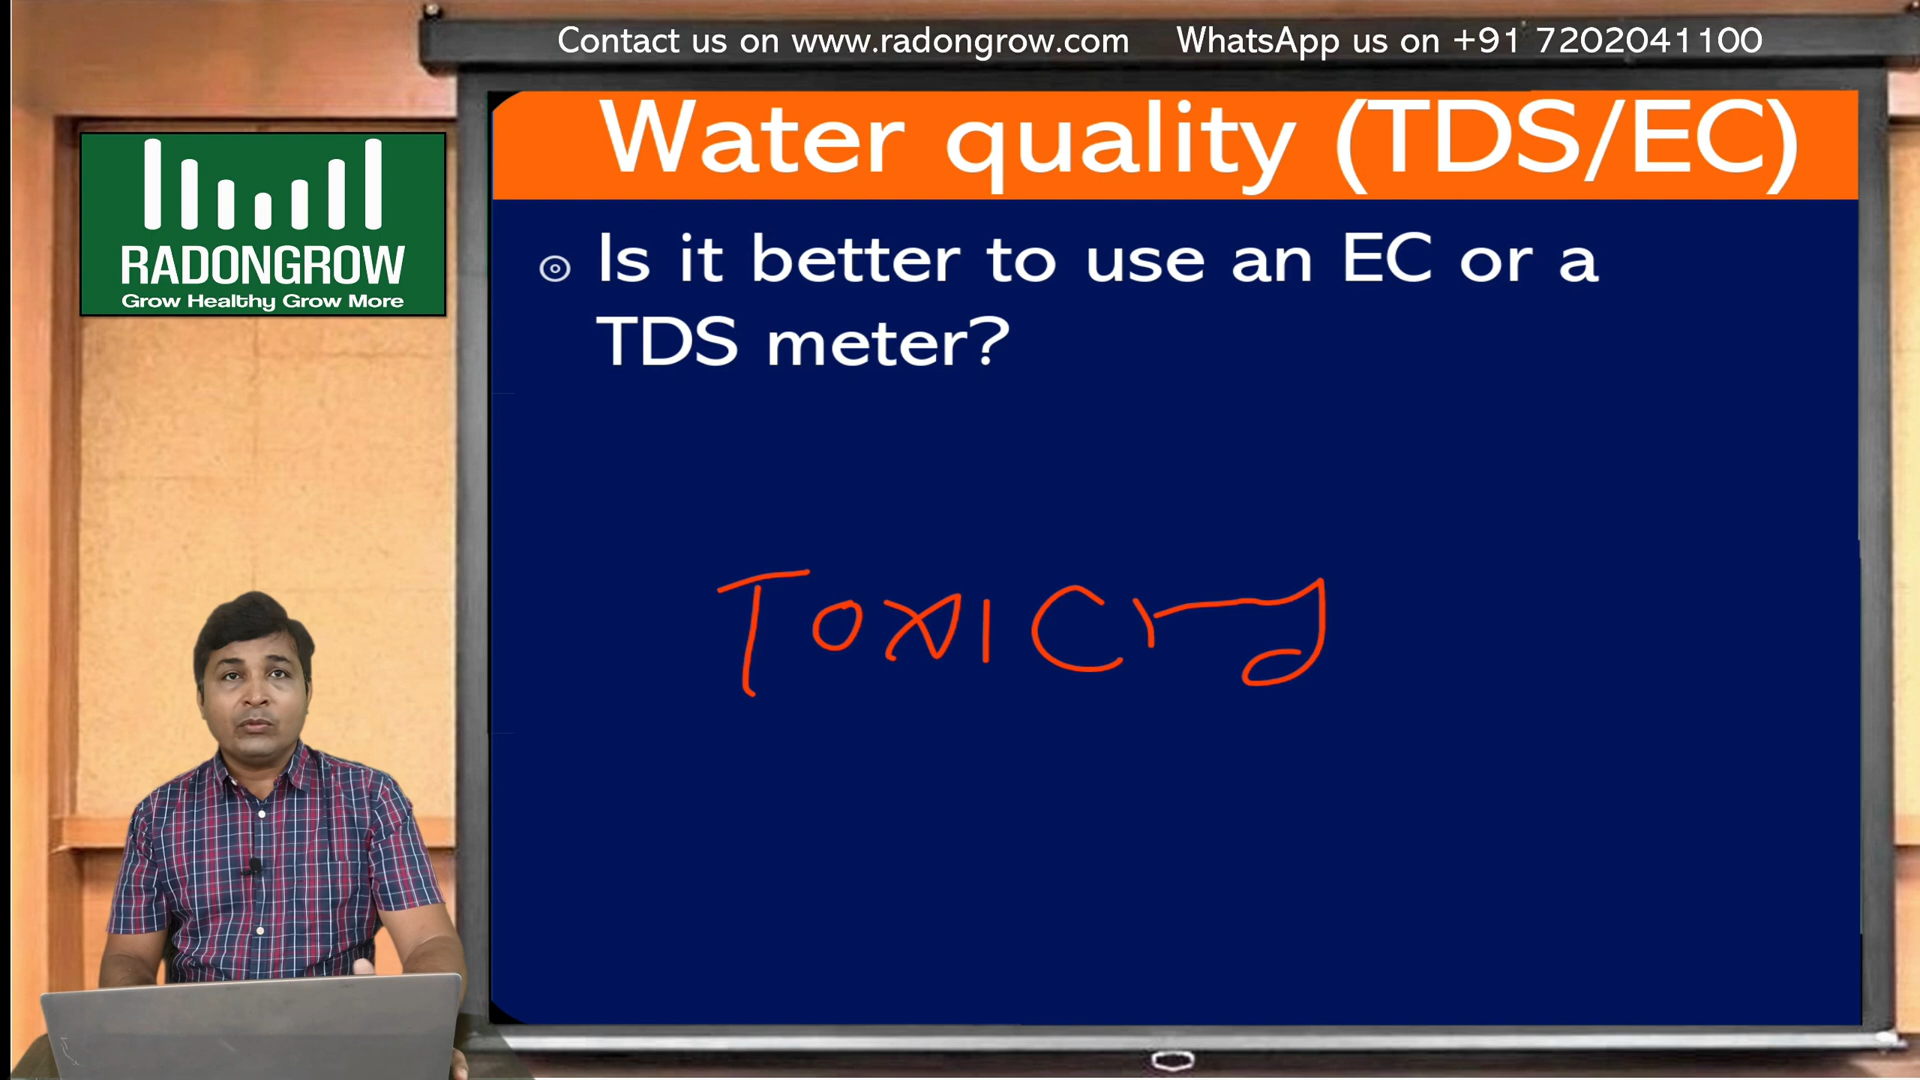 Contact us on www.radongrow.com WhatsApp us on +91 7202041100
Water quality (TDS/EC)
RADONGROW
Grow Healthy Grow More
Is it better to use an EC or a
TDS meter?
Toxicity